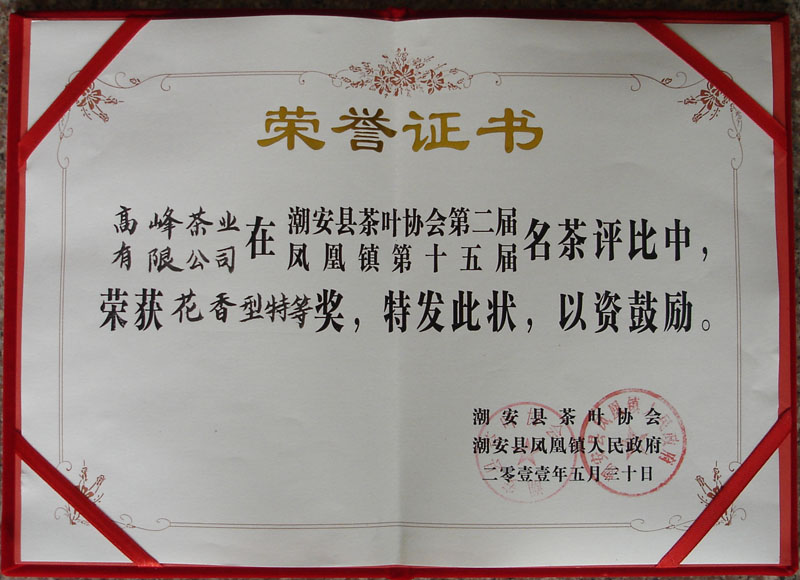 荣誉证书
高峰茶业
有限公司
在
潮安县茶叶协会第二届
凤凰镇第十五届
名茶评比中，
荣获花香型特等奖，特发此状，以资鼓励。
潮安县茶叶协会
潮安县凤凰镇人民政府
二零壹壹年五月三十日